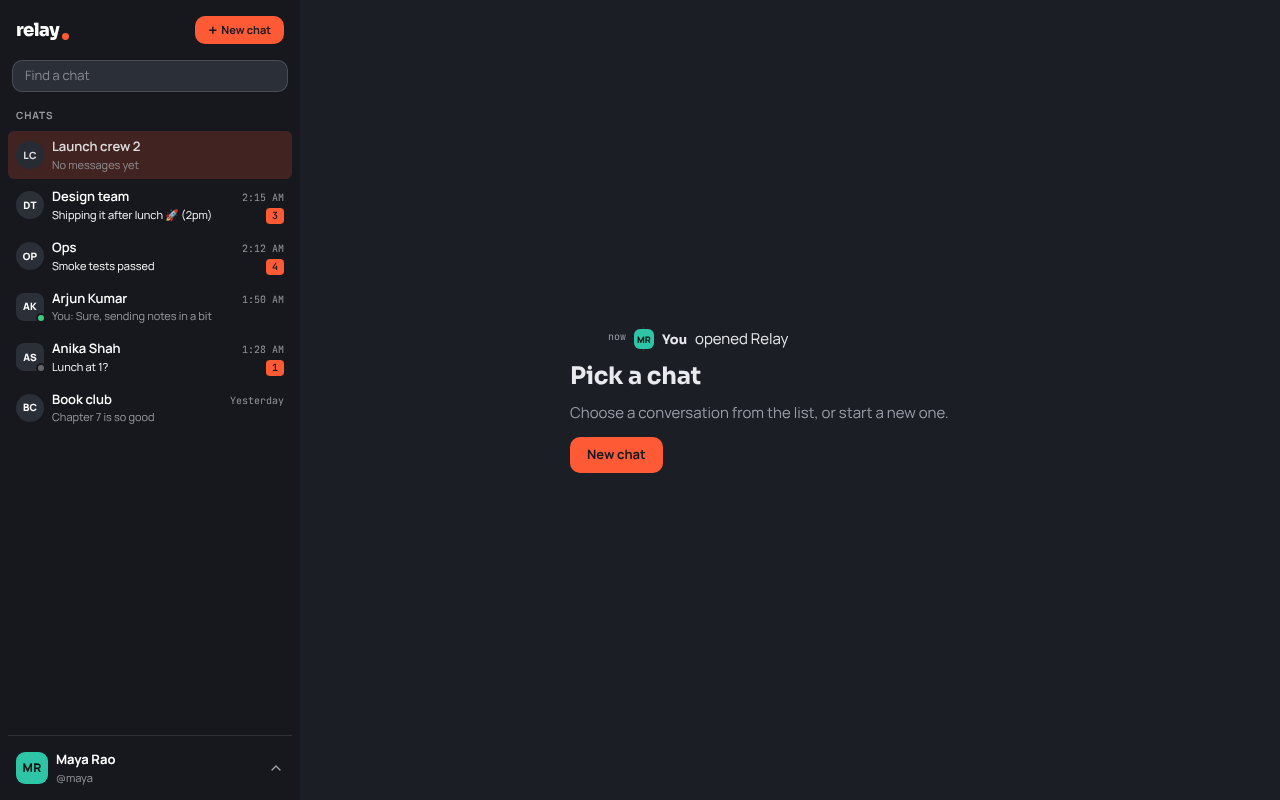 relay.
+ New chat
Find a chat
CHATS
LC
Launch crew 2
No messages yet
DT
Design team
2:15 AM
Shipping it after lunch 🚀 (2pm)
3
OP
Ops
2:12 AM
Smoke tests passed
4
AK
Arjun Kumar
1:50 AM
You: Sure, sending notes in a bit
AS
Anika Shah
1:28 AM
Lunch at 1?
1
BC
Book club
Yesterday
Chapter 7 is so good
MR
Maya Rao
@maya
now MR You opened Relay
Pick a chat
Choose a conversation from the list, or start a new one.
New chat